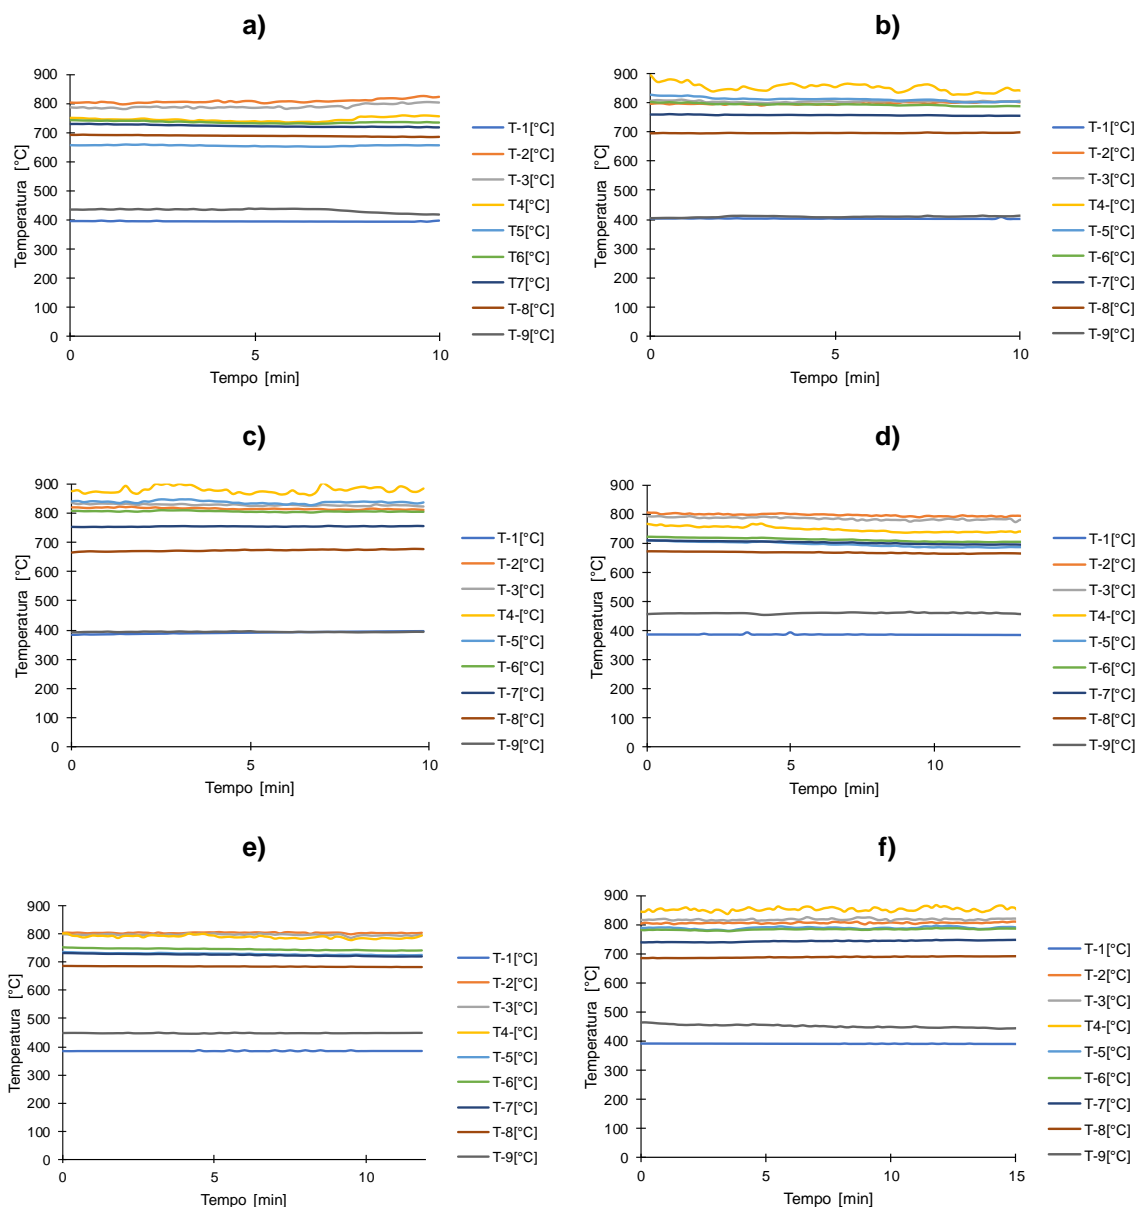 a)
900
800
700
600
500
400
300
200
100
0
0
5
10
Temperatura [°C]
Tempo [min]
T-1[°C]
T-2[°C]
T-3[°C]
T4[°C]
T5[°C]
T6[°C]
T7[°C]
T-8[°C]
T-9[°C]
b)
900
800
700
600
500
400
300
200
100
0
0
5
10
Temperatura [°C]
Tempo [min]
T-1[°C]
T-2[°C]
T-3[°C]
T4-[°C]
T-5[°C]
T-6[°C]
T-7[°C]
T-8[°C]
T-9[°C]
c)
900
800
700
600
500
400
300
200
100
0
0
5
10
Temperatura [°C]
Tempo [min]
T-1[°C]
T-2[°C]
T-3[°C]
T4-[°C]
T-5[°C]
T-6[°C]
T-7[°C]
T-8[°C]
T-9[°C]
d)
900
800
700
600
500
400
300
200
100
0
0
5
10
Temperatura [°C]
Tempo [min]
T-1[°C]
T-2[°C]
T-3[°C]
T4-[°C]
T-5[°C]
T-6[°C]
T-7[°C]
T-8[°C]
T-9[°C]
e)
900
800
700
600
500
400
300
200
100
0
0
5
10
Temperatura [°C]
Tempo [min]
T-1[°C]
T-2[°C]
T-3[°C]
T4-[°C]
T-5[°C]
T-6[°C]
T-7[°C]
T-8[°C]
T-9[°C]
f)
900
800
700
600
500
400
300
200
100
0
0
5
10
15
Temperatura [°C]
Tempo [min]
T-1[°C]
T-2[°C]
T-3[°C]
T4-[°C]
T-5[°C]
T-6[°C]
T-7[°C]
T-8[°C]
T-9[°C]